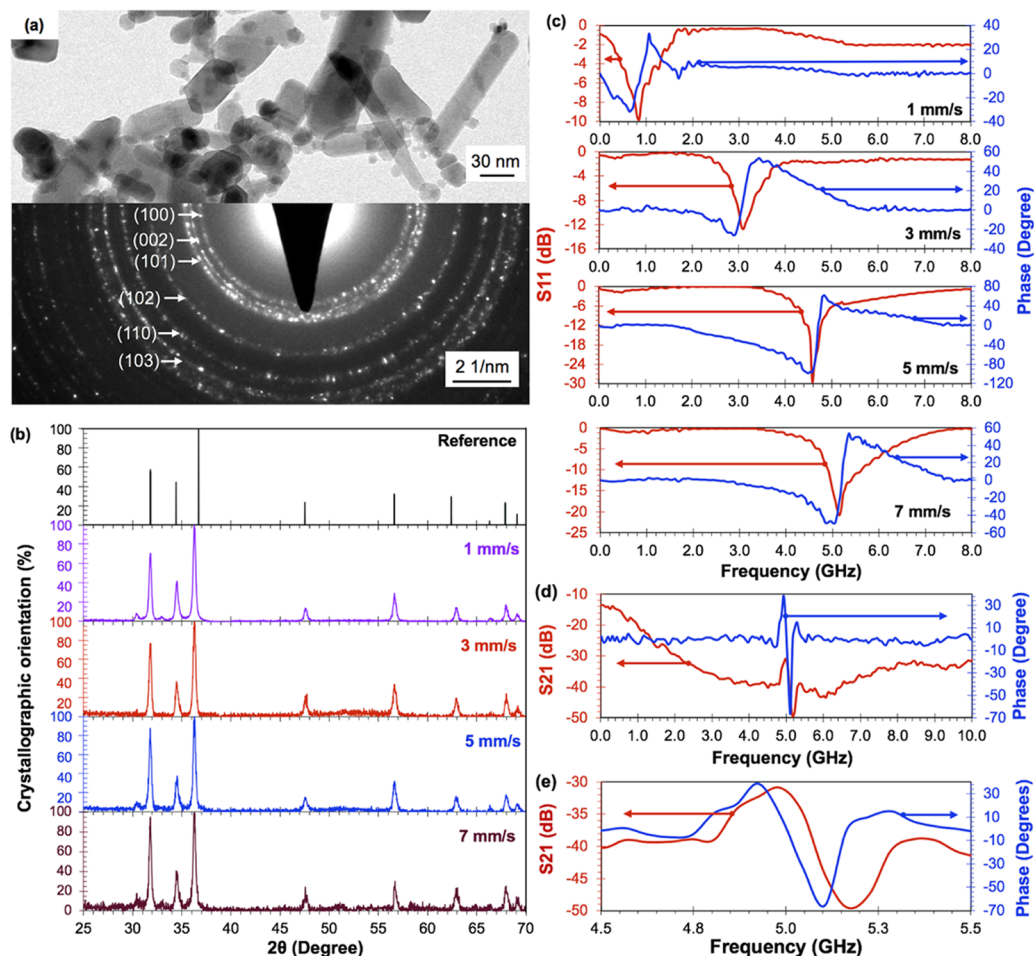 (a)
30 nm
(100)
(002)
(101)
(102)
(110)
(103)
2 1/nm
(b)
Crystallographic orientation (%)
100
80
60
40
20
Reference
100
80
60
40
20
1 mm/s
100
80
60
40
20
3 mm/s
100
80
60
40
20
5 mm/s
100
80
60
40
20
0
7 mm/s
25 30 35 40 45 50 55 60 65 70
2θ (Degree)
(c)
S11 (dB)
Phase (Degree)
0
-2
-4
-6
-8
-10
40
20
0
-20
-40
1 mm/s
0.0 1.0 2.0 3.0 4.0 5.0 6.0 7.0 8.0
0
-4
-8
-12
-16
60
40
20
0
-20
-40
3 mm/s
0.0 1.0 2.0 3.0 4.0 5.0 6.0 7.0 8.0
0
-6
-12
-18
-24
-30
80
40
0
-40
-80
-120
5 mm/s
0.0 1.0 2.0 3.0 4.0 5.0 6.0 7.0 8.0
0
-5
-10
-15
-20
-25
60
40
20
0
-20
-40
-60
7 mm/s
0.0 1.0 2.0 3.0 4.0 5.0 6.0 7.0 8.0
Frequency (GHz)
(d)
S21 (dB)
-10
-20
-30
-40
-50
30
10
-10
-30
-50
-70
Phase (Degree)
0.0 1.0 2.0 3.0 4.0 5.0 6.0 7.0 8.0 9.0 10.0
Frequency (GHz)
(e)
S21 (dB)
-30
-35
-40
-45
-50
30
10
-10
-30
-50
-70
Phase (Degrees)
4.5 4.8 5.0 5.3 5.5
Frequency (GHz)